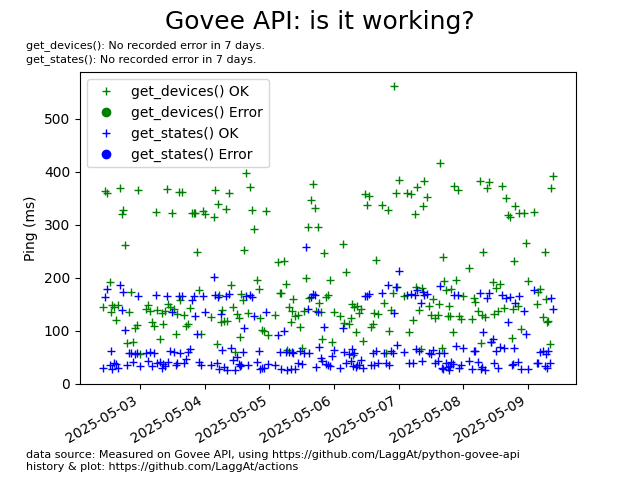 Govee API: is it working?
get_devices(): No recorded error in 7 days.
get_states(): No recorded error in 7 days.
get_devices() OK
get_devices() Error
get_states() OK
get_states() Error
Ping (ms)
500
400
300
200
100
0
2025-05-03
2025-05-04
2025-05-05
2025-05-06
2025-05-07
2025-05-08
2025-05-09
data source: Measured on Govee API, using https://github.com/LaggAt/python-govee-api
history & plot: https://github.com/LaggAt/actions